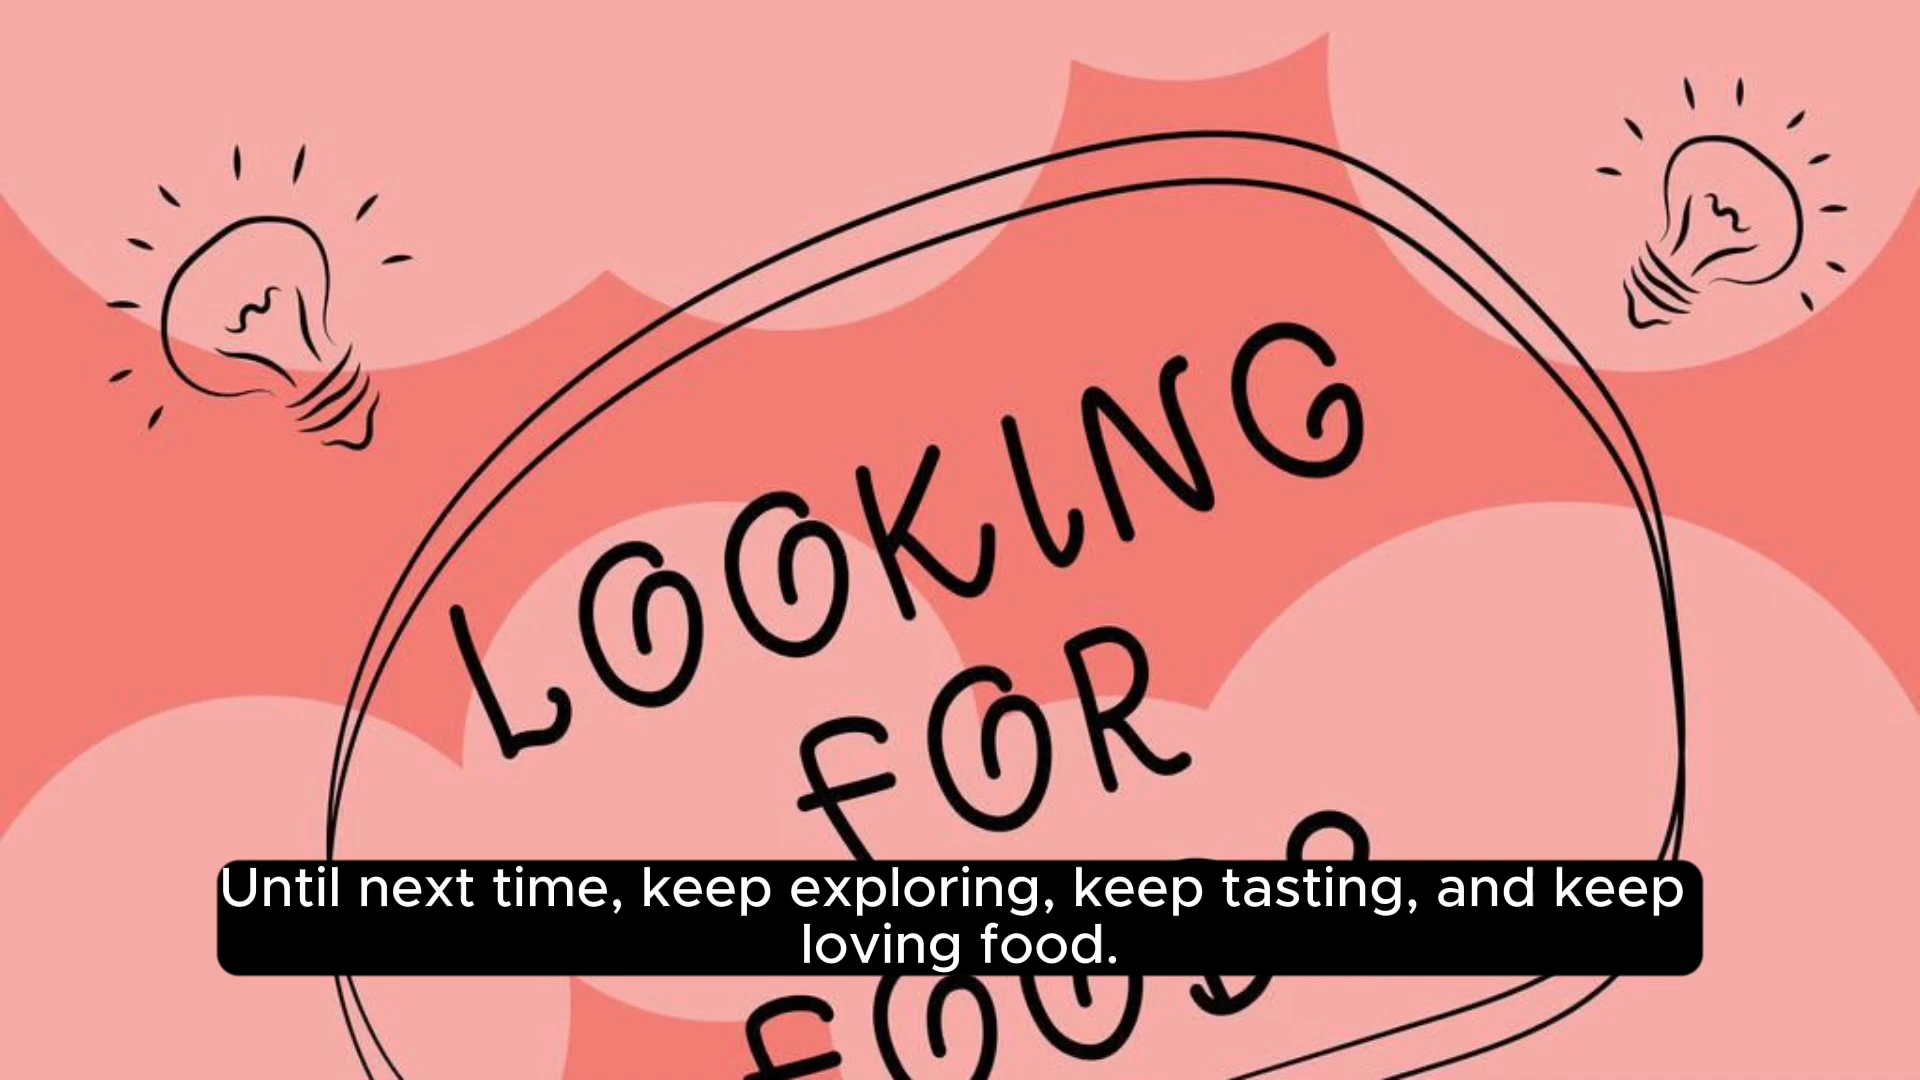 LOOKING
FOR
Until next time, keep exploring, keep tasting, and keep
loving food.